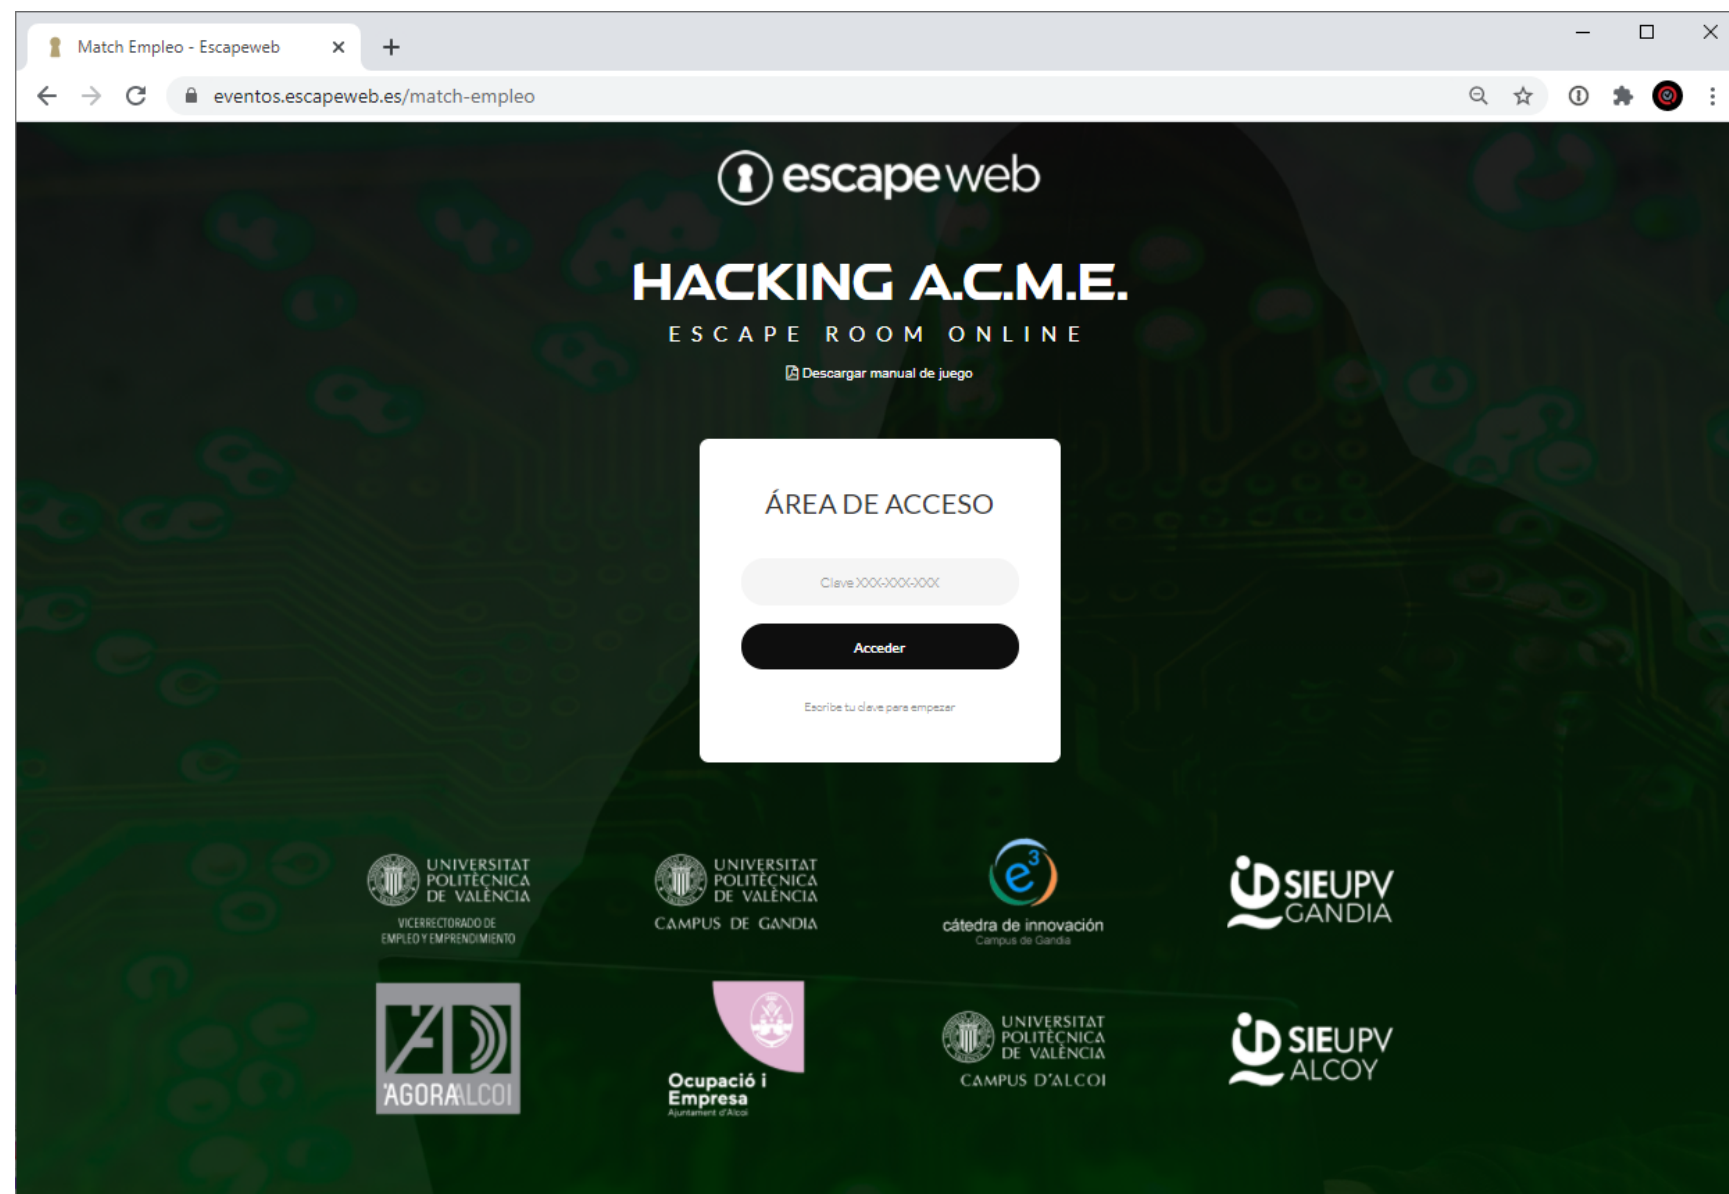 Match Empleo - Escapeweb
eventos.escapeweb.es/match-empleo
escapeweb
HACKING A.C.M.E.
ESCAPE ROOM ONLINE
Descargar manual de juego
ÁREA DE ACCESO
Clave XXX-XXX-XXX
Acceder
Escribe tu clave para empezar
UNIVERSITAT
POLITÈCNICA
DE VALÈNCIA
VICERRECTORADO DE
EMPLEO Y EMPRENDIMIENTO
UNIVERSITAT
POLITÈCNICA
DE VALÈNCIA
CAMPUS DE GANDIA
e3
cátedra de innovación
Campus de Gandia
SIEUPV
GANDIA
ÀGORAALCOI
Ocupació i
Empresa
Ajuntament d'Alcoi
UNIVERSITAT
POLITÈCNICA
DE VALÈNCIA
CAMPUS D'ALCOI
SIEUPV
ALCOY